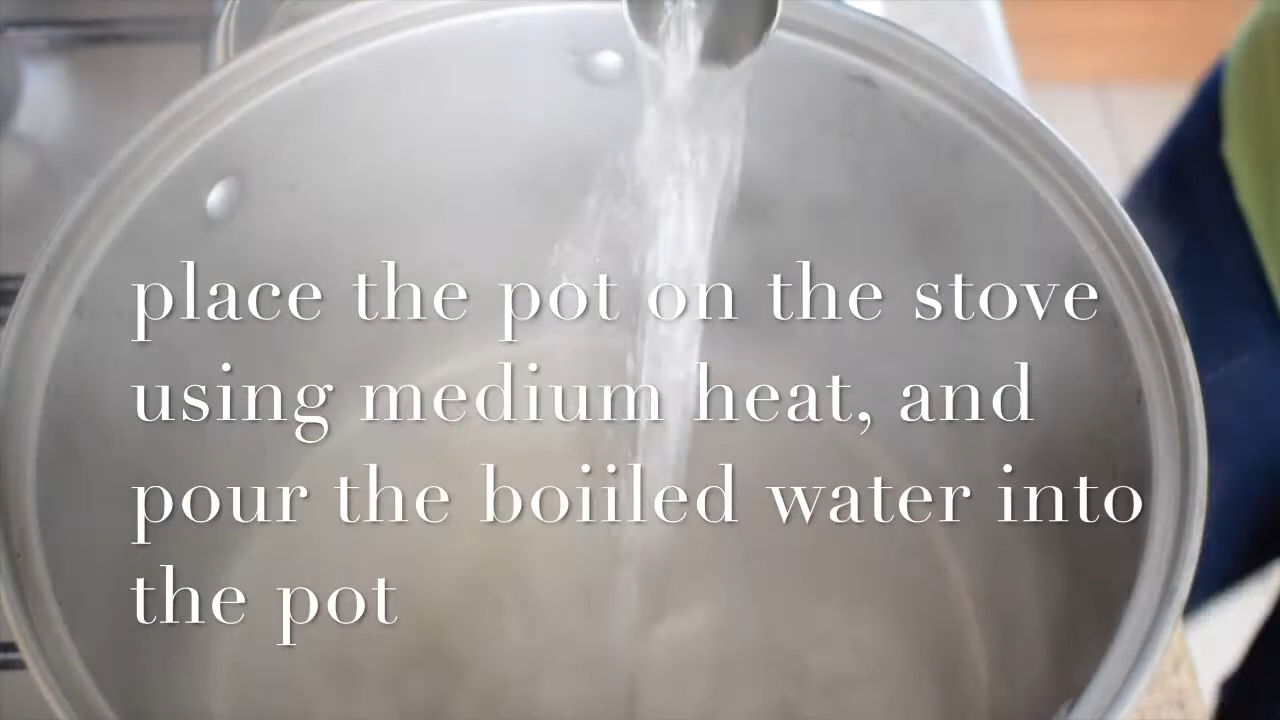 place the pot on the stove
using medium heat, and
pour the boiiled water into
the pot